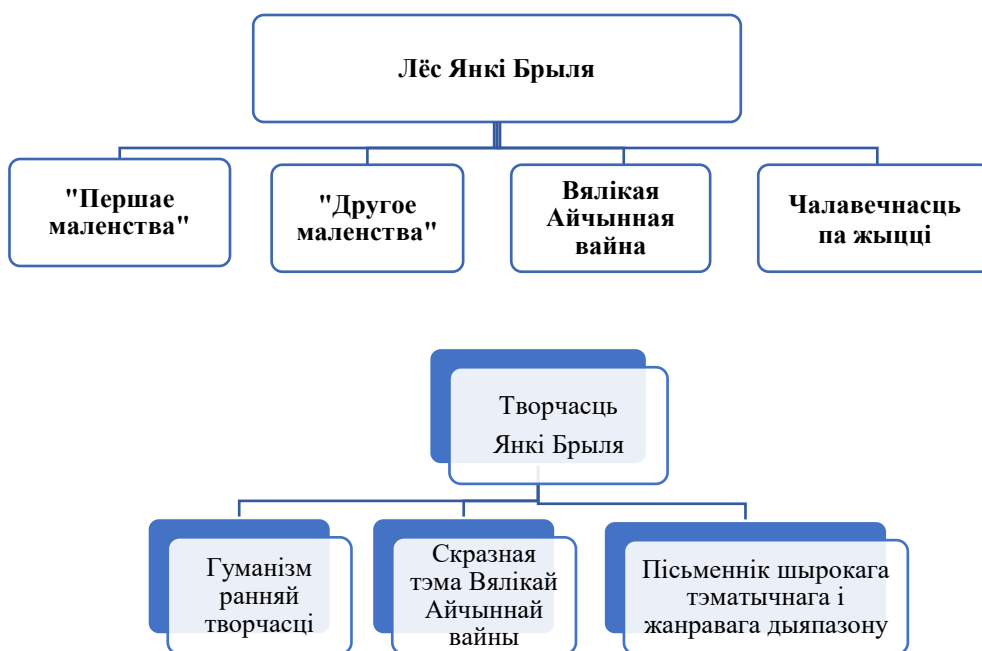 Лёс Янкі Брыля
"Першае
маленства"
"Другое
маленства"
Вялікая
Айчынная
вайна
Чалавечнасць
па жыцці
Творчасць
Янкі Брыля
Гуманізм
ранняй
творчасці
Скразная
тэма Вялікай
Айчыннай
вайны
Пісьменнік шырокага
тэматычнага і
жанравага дыяпазону